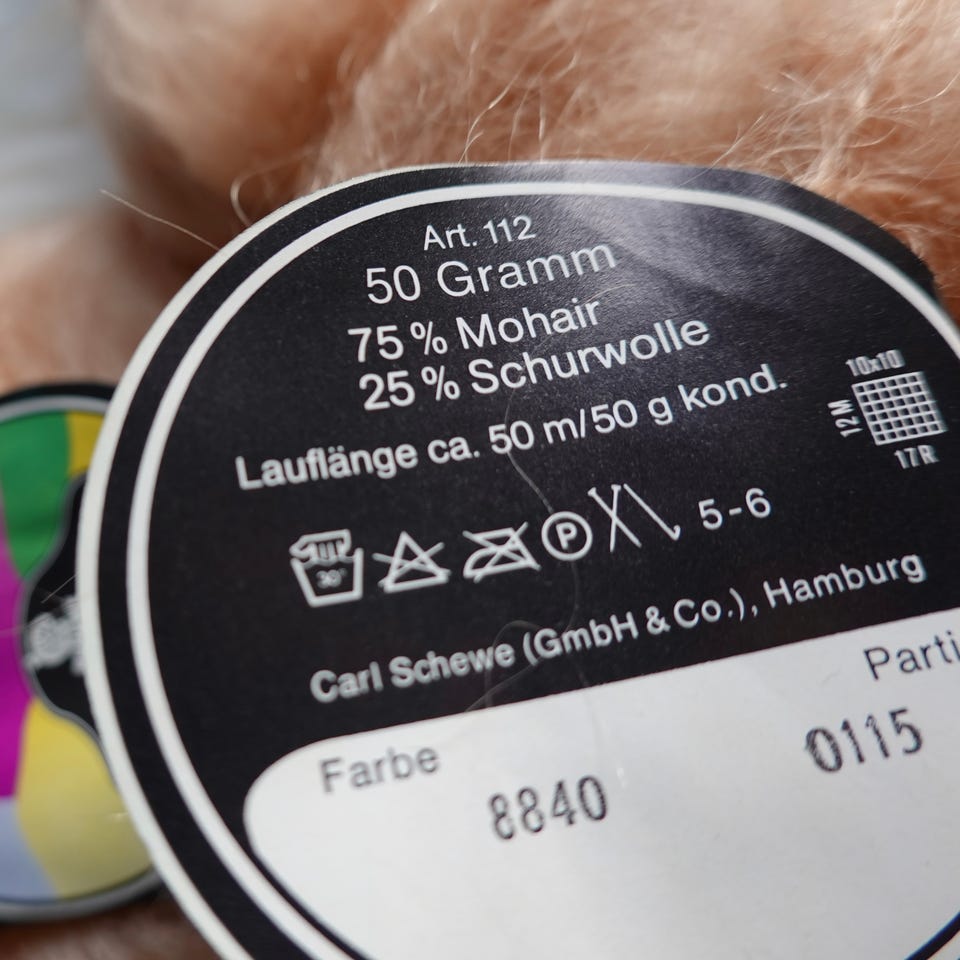 Art. 112
50 Gramm
75 % Mohair
25 % Schurwolle
Lauflänge ca. 50 m/50 g kond.
10x10
12 M
17 R
30°
P
5-6
Carl Schewe (GmbH & Co.), Hamburg
Farbe
Parti
8840
0115